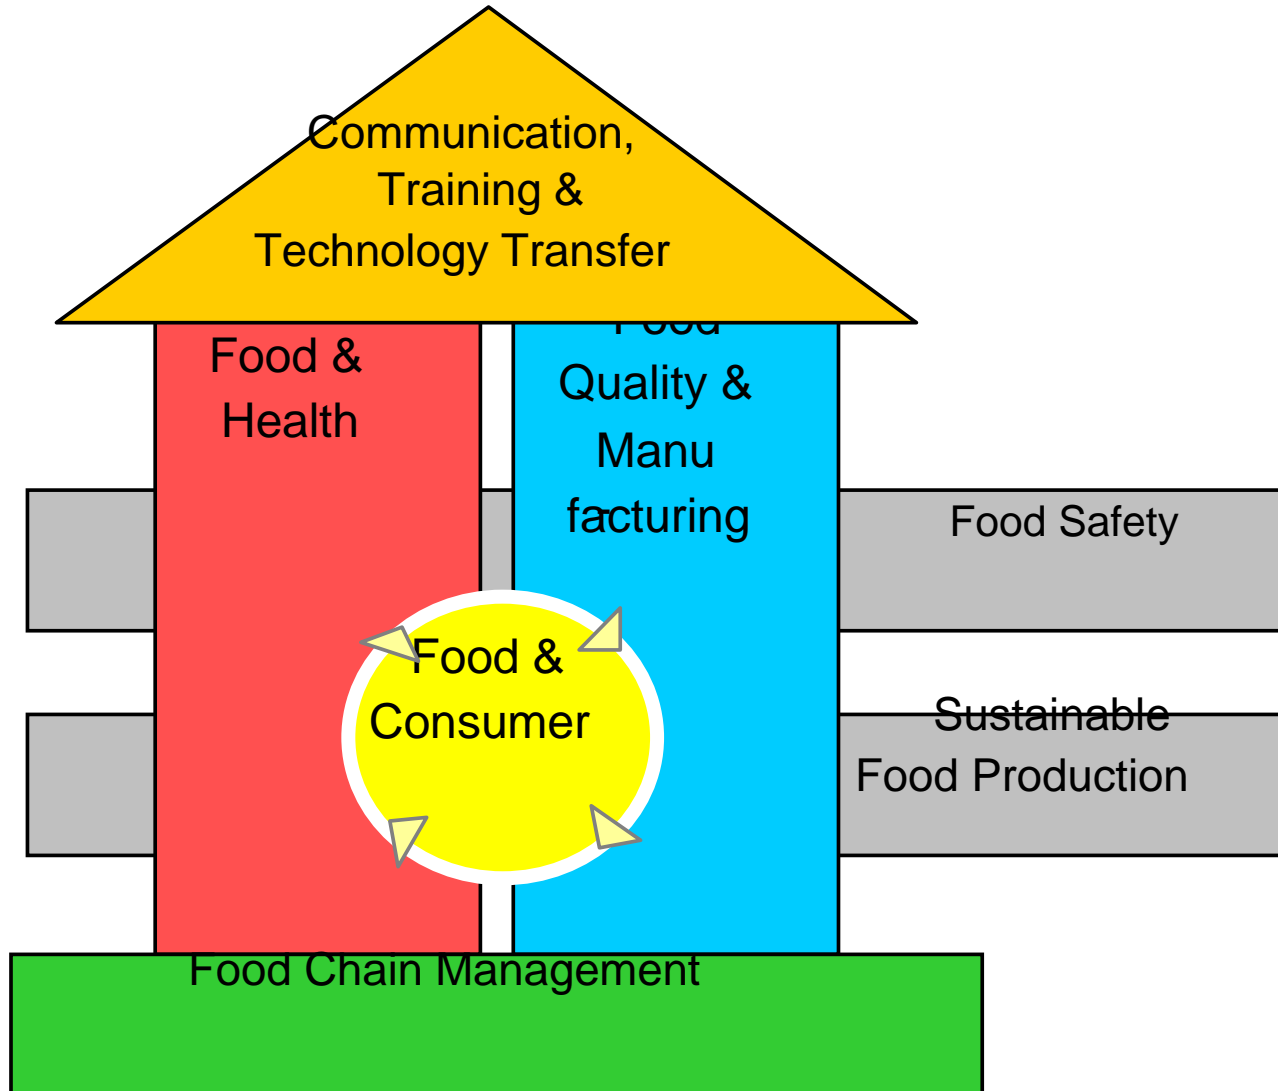 Communication,
Training &
Technology Transfer
Food &
Health
Food
Quality &
Manu
-
facturing
Food Safety
Food &
Consumer
Sustainable
Food Production
Food Chain Management